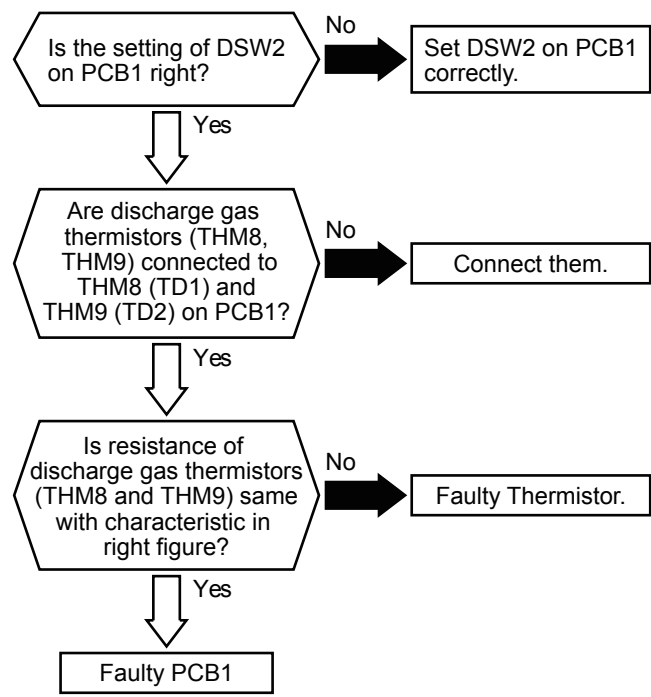 Is the setting of DSW2
on PCB1 right?
No
Set DSW2 on PCB1
correctly.
Yes
Are discharge gas
thermistors (THM8,
THM9) connected to
THM8 (TD1) and
THM9 (TD2) on PCB1?
No
Connect them.
Yes
Is resistance of
discharge gas thermistors
(THM8 and THM9) same
with characteristic in
right figure?
No
Faulty Thermistor.
Yes
Faulty PCB1